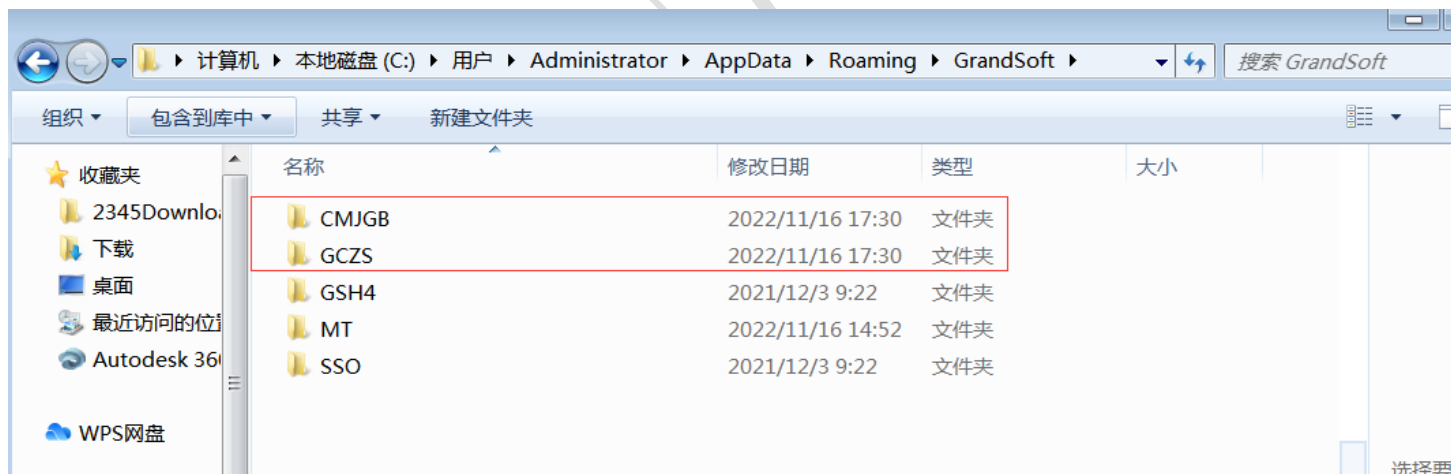 计算机 ▸ 本地磁盘 (C:) ▸ 用户 ▸ Administrator ▸ AppData ▸ Roaming ▸ GrandSoft ▸ 搜索 GrandSoft
组织 包含到库中 共享 新建文件夹
名称 修改日期 类型 大小
收藏夹
2345Downlo
下载
桌面
最近访问的位
Autodesk 36
WPS网盘
CMJGB 2022/11/16 17:30 文件夹
GCZS 2022/11/16 17:30 文件夹
GSH4 2021/12/3 9:22 文件夹
MT 2022/11/16 14:52 文件夹
SSO 2021/12/3 9:22 文件夹
选择要